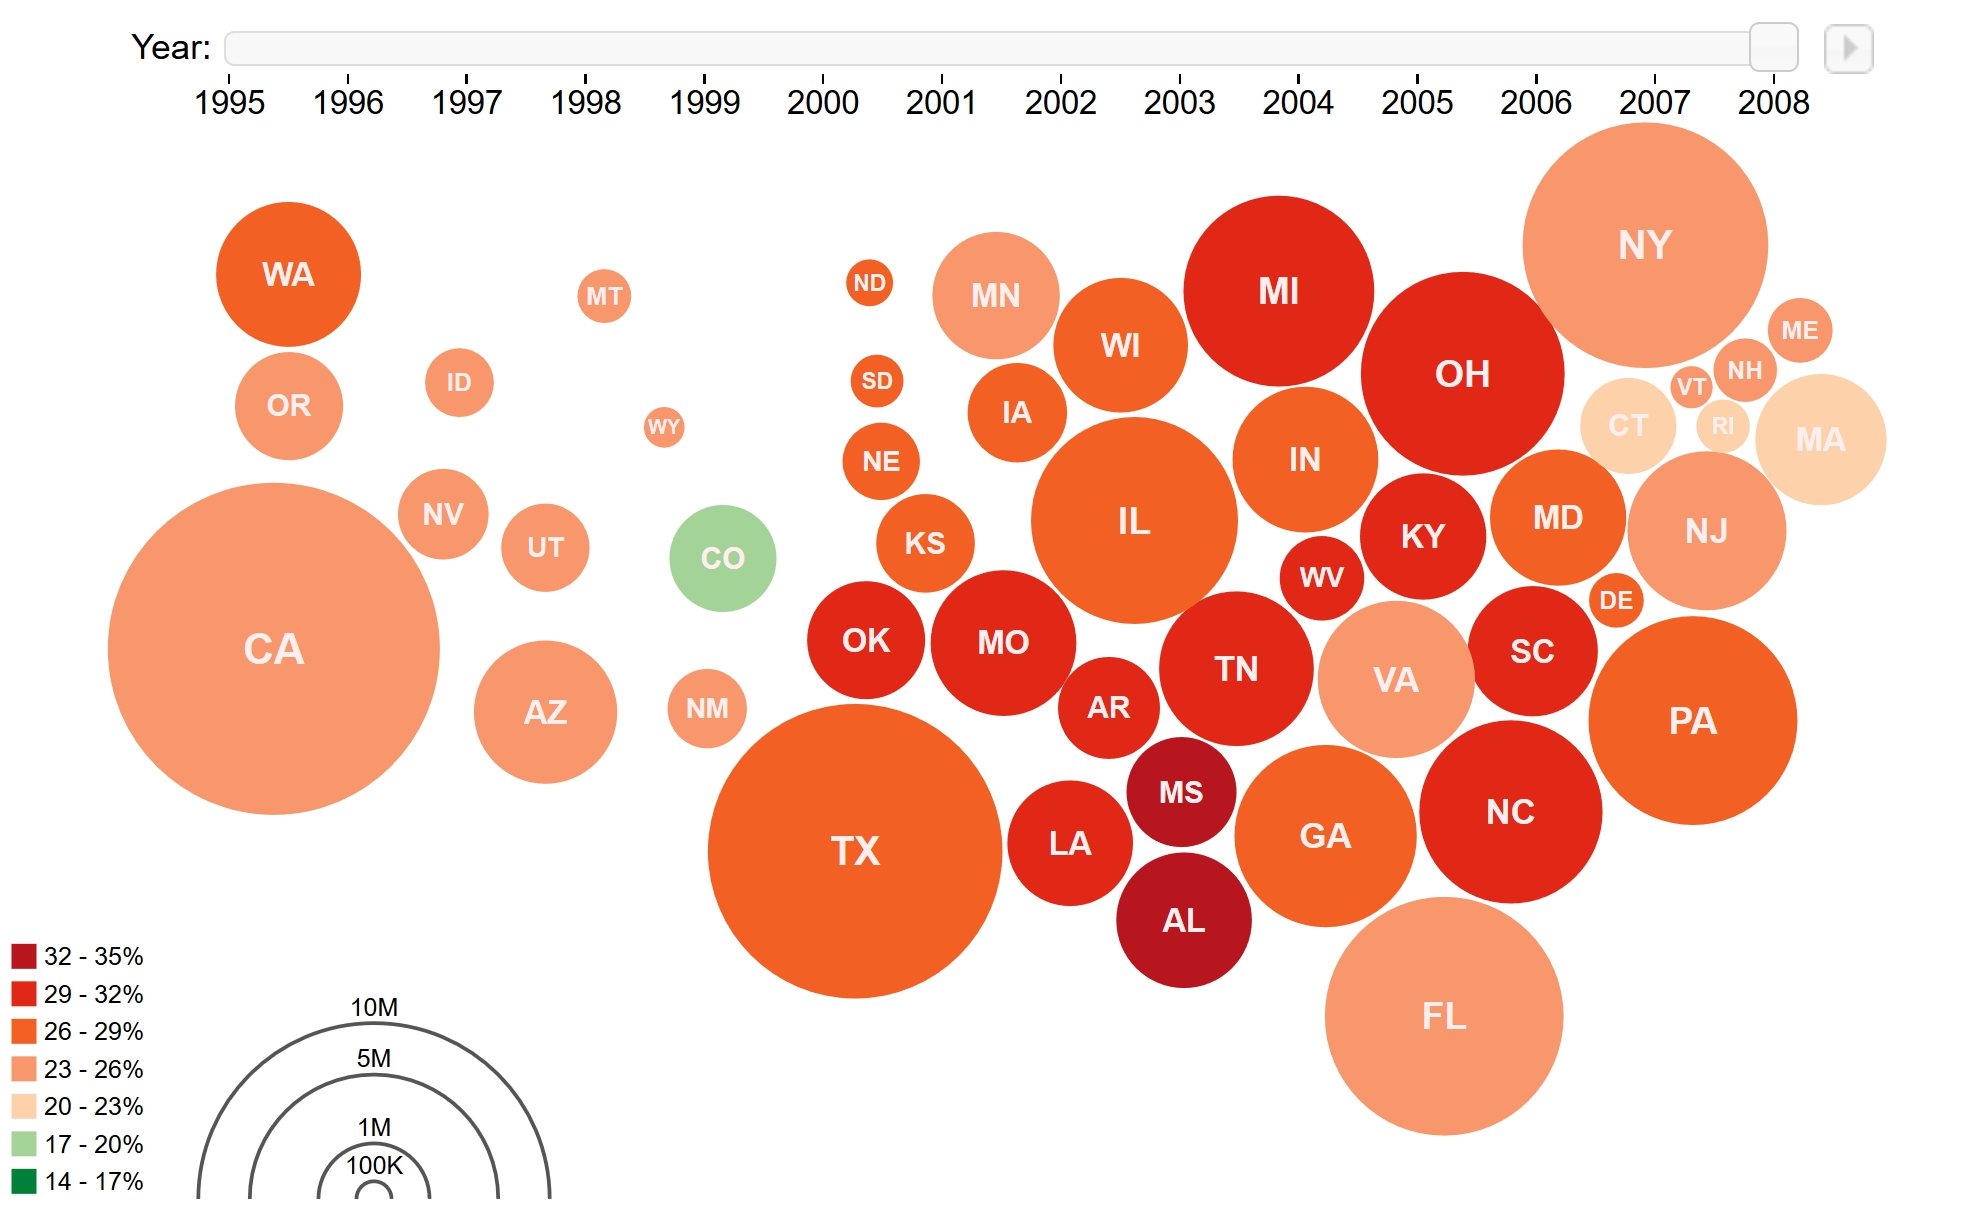 Year:
1995 1996 1997 1998 1999 2000 2001 2002 2003 2004 2005 2006 2007 2008
NY
WA
MT
ND
MN
MI
WI
ME
OR
ID
WY
SD
IA
OH
VT
NH
CT
RI
MA
NE
IN
NV
UT
CO
KS
IL
KY
MD
NJ
WV
DE
CA
OK
MO
TN
VA
SC
AZ
NM
AR
PA
MS
TX
LA
GA
NC
AL
FL
32 - 35%
29 - 32%
26 - 29%
23 - 26%
20 - 23%
17 - 20%
14 - 17%
10M
5M
1M
100K